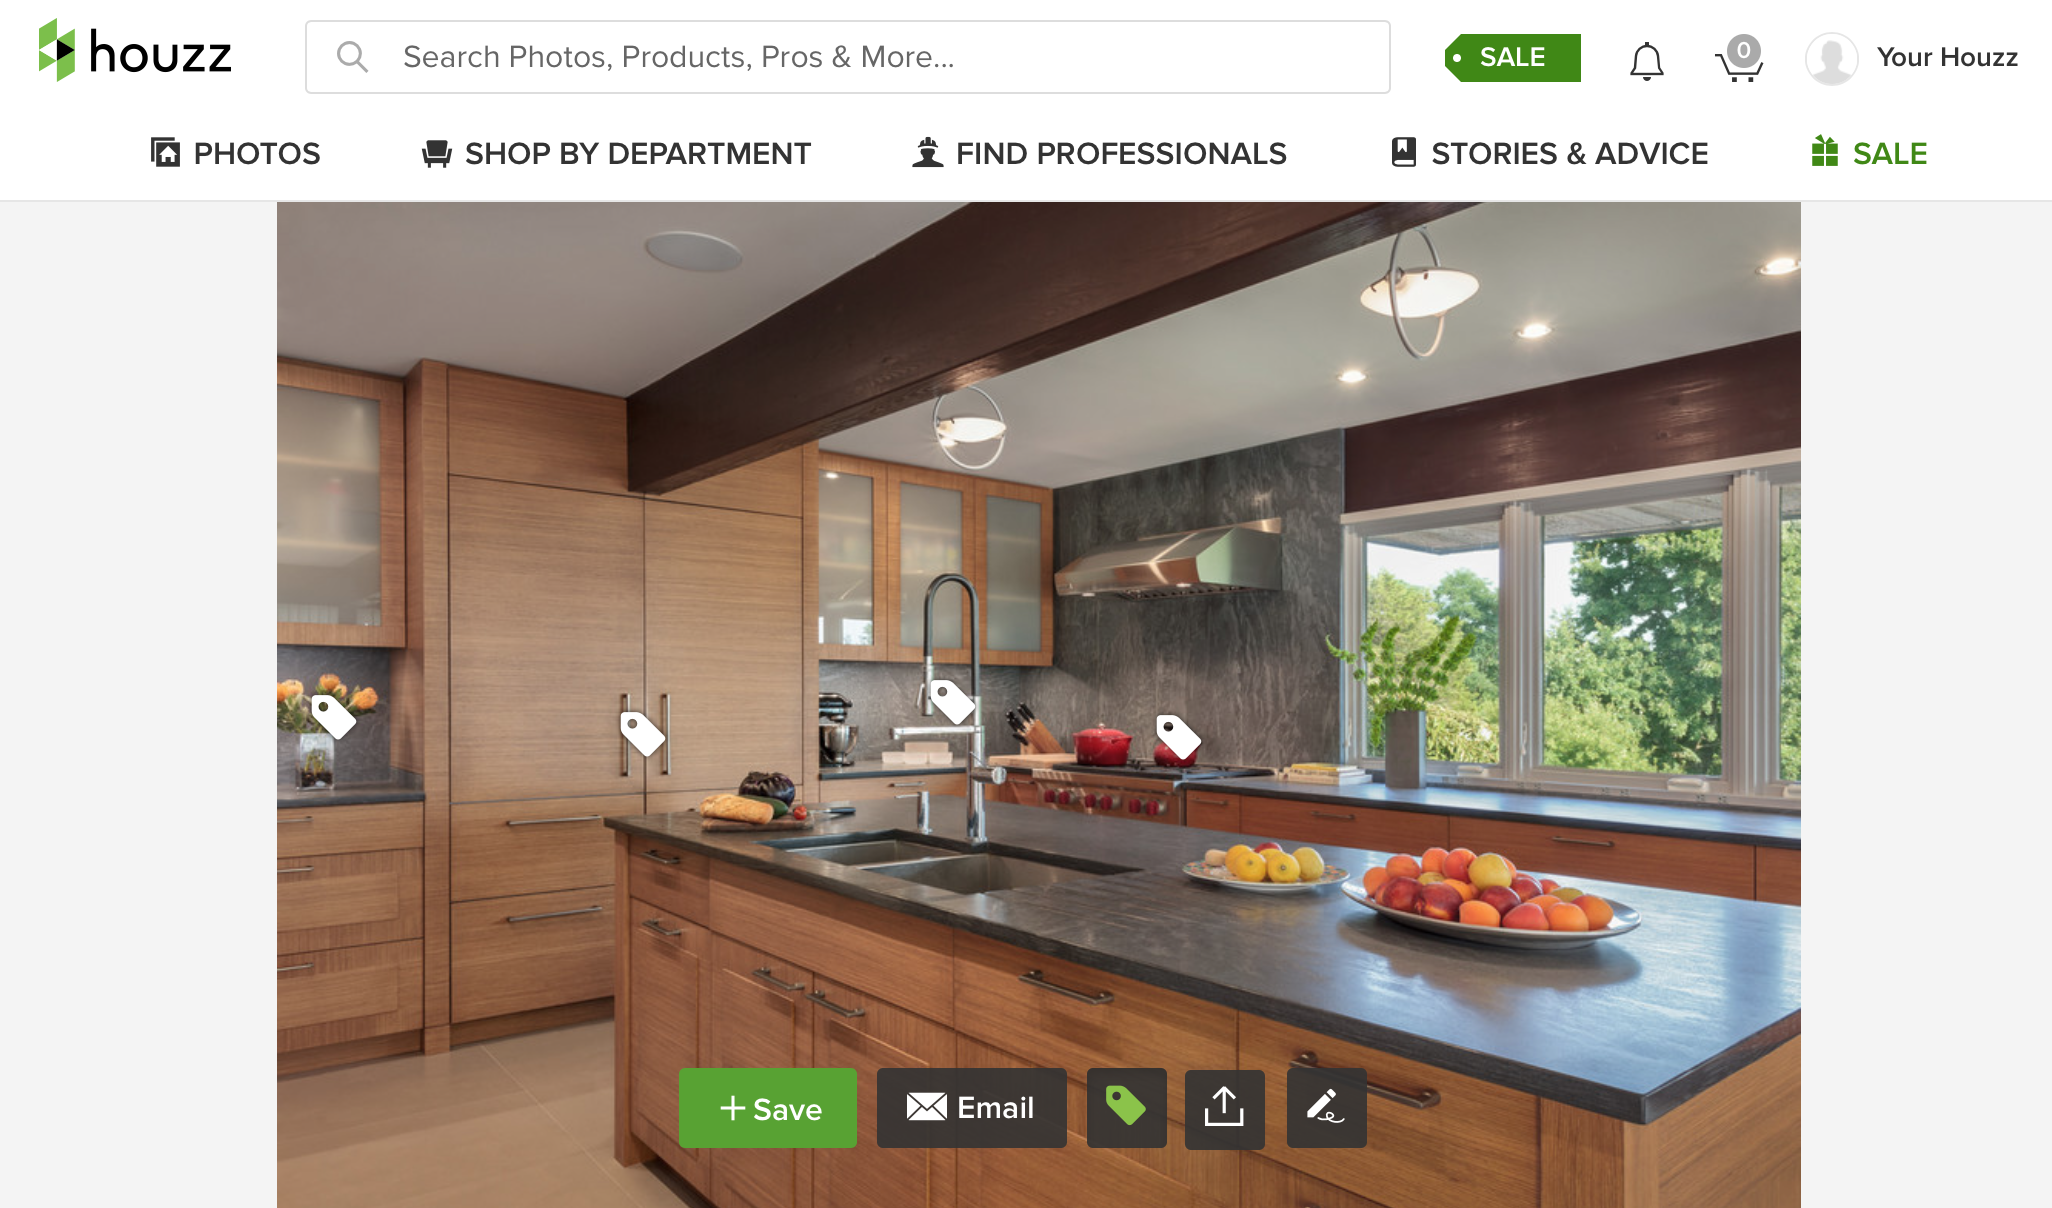 houzz
Search Photos, Products, Pros & More...
SALE
0
Your Houzz
PHOTOS
SHOP BY DEPARTMENT
FIND PROFESSIONALS
STORIES & ADVICE
SALE
+ Save
Email